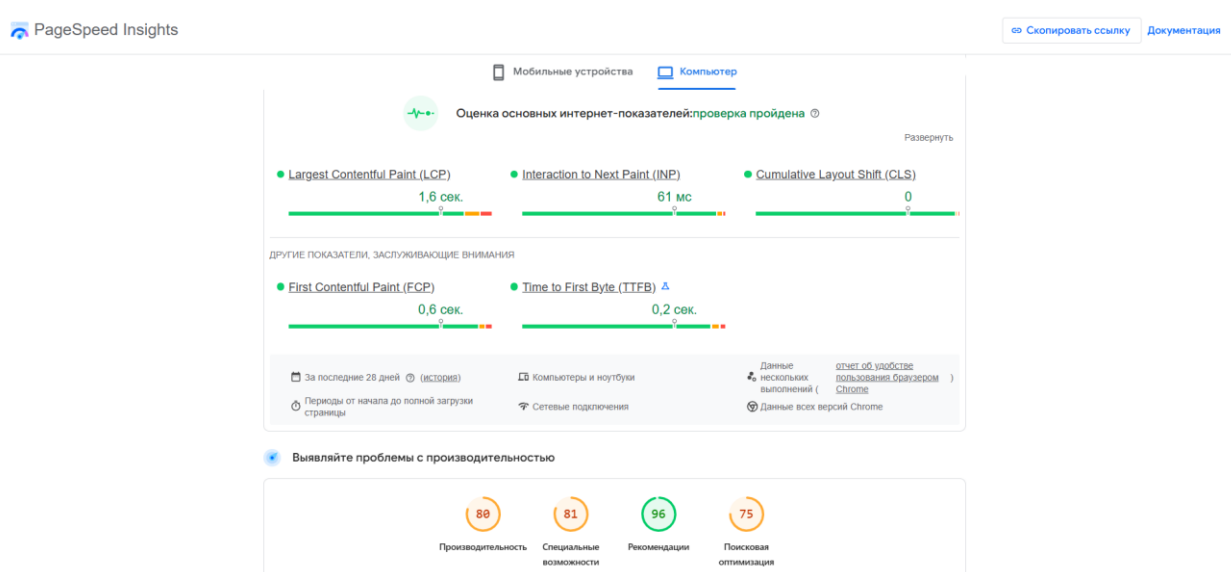 PageSpeed Insights
Скопировать ссылку
Документация
Мобильные устройства
Компьютер
Оценка основных интернет-показателей:проверка пройдена
Развернуть
Largest Contentful Paint (LCP)
1,6 сек.
Interaction to Next Paint (INP)
61 мс
Cumulative Layout Shift (CLS)
0
ДРУГИЕ ПОКАЗАТЕЛИ, ЗАСЛУЖИВАЮЩИЕ ВНИМАНИЯ
First Contentful Paint (FCP)
0,6 сек.
Time to First Byte (TTFB)
0,2 сек.
За последние 28 дней (история)
Компьютеры и ноутбуки
Данные
нескольких
выполнений (
отчет об удобстве
пользования браузером
Chrome
)
Периоды от начала до полной загрузки
страницы
Сетевые подключения
Данные всех версий Chrome
Выявляйте проблемы с производительностью
80
Производительность
81
Специальные
возможности
96
Рекомендации
75
Поисковая
оптимизация